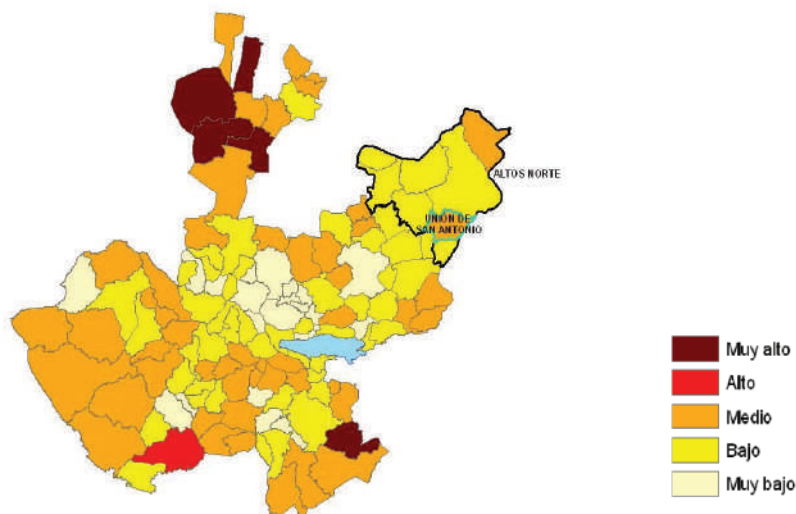 ALTOS NORTE
UNIÓN DE
SAN ANTONIO
Muy alto
Alto
Medio
Bajo
Muy bajo